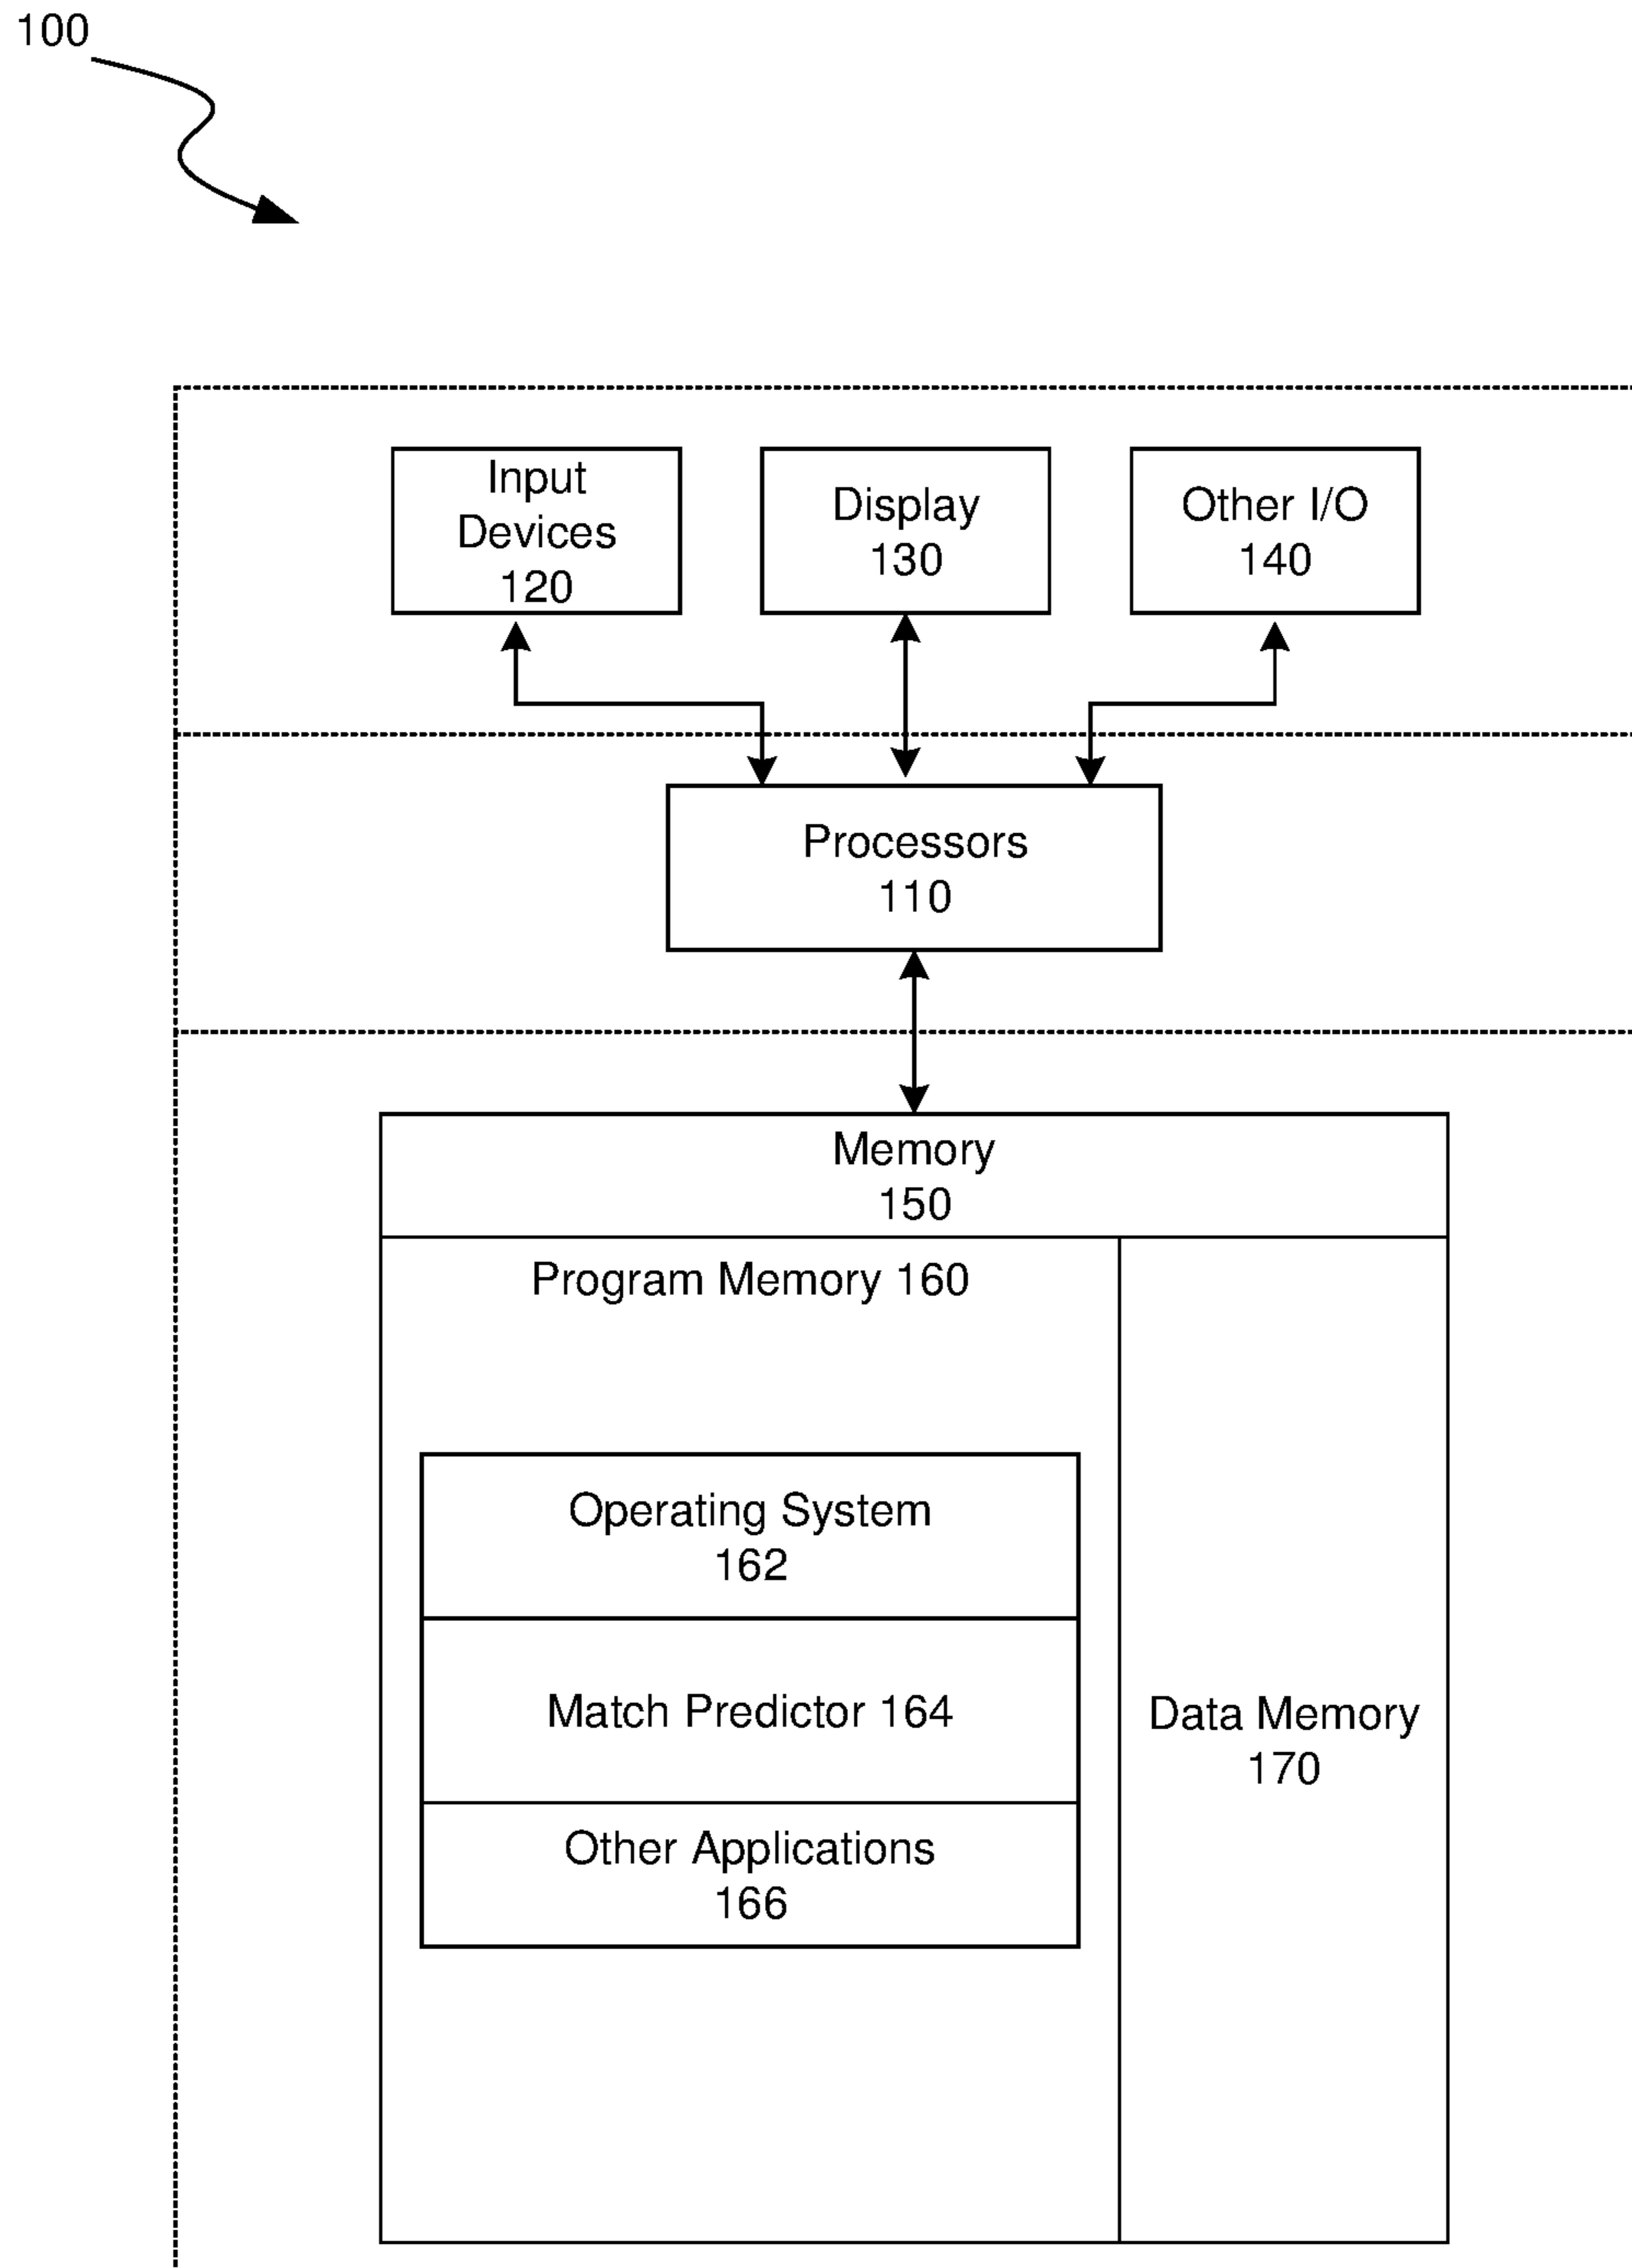 100
Input
Devices
120
Display
130
Other I/O
140
Processors
110
Memory
150
Program Memory 160
Operating System
162
Match Predictor 164
Other Applications
166
Data Memory
170